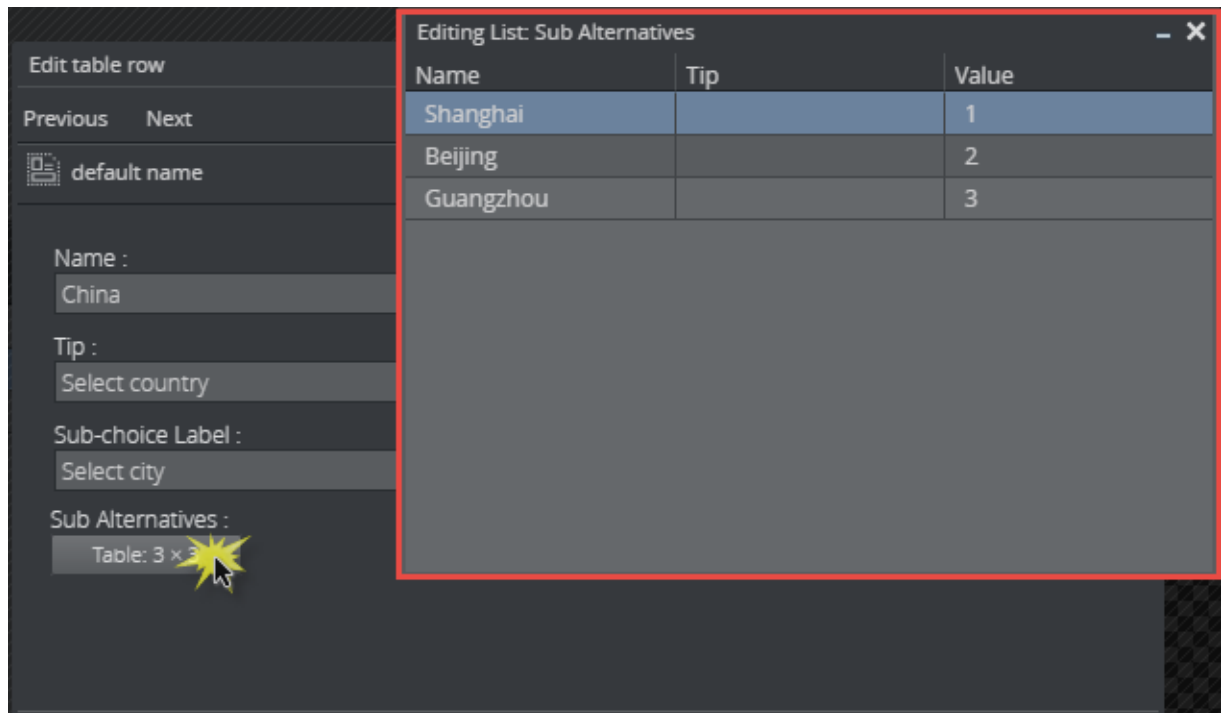 Editing List: Sub Alternatives
Name Tip Value
Shanghai 1
Beijing 2
Guangzhou 3
Edit table row
Previous Next
default name
Name :
China
Tip :
Select country
Sub-choice Label :
Select city
Sub Alternatives :
Table: 3 × 3